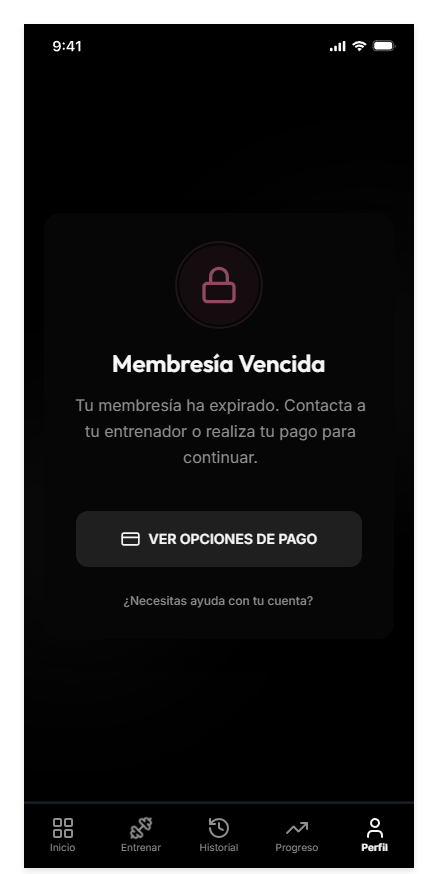 9:41
Membresía Vencida
Tu membresía ha expirado. Contacta a
tu entrenador o realiza tu pago para
continuar.
VER OPCIONES DE PAGO
¿Necesitas ayuda con tu cuenta?
Inicio
Entrenar
Historial
Progreso
Perfil